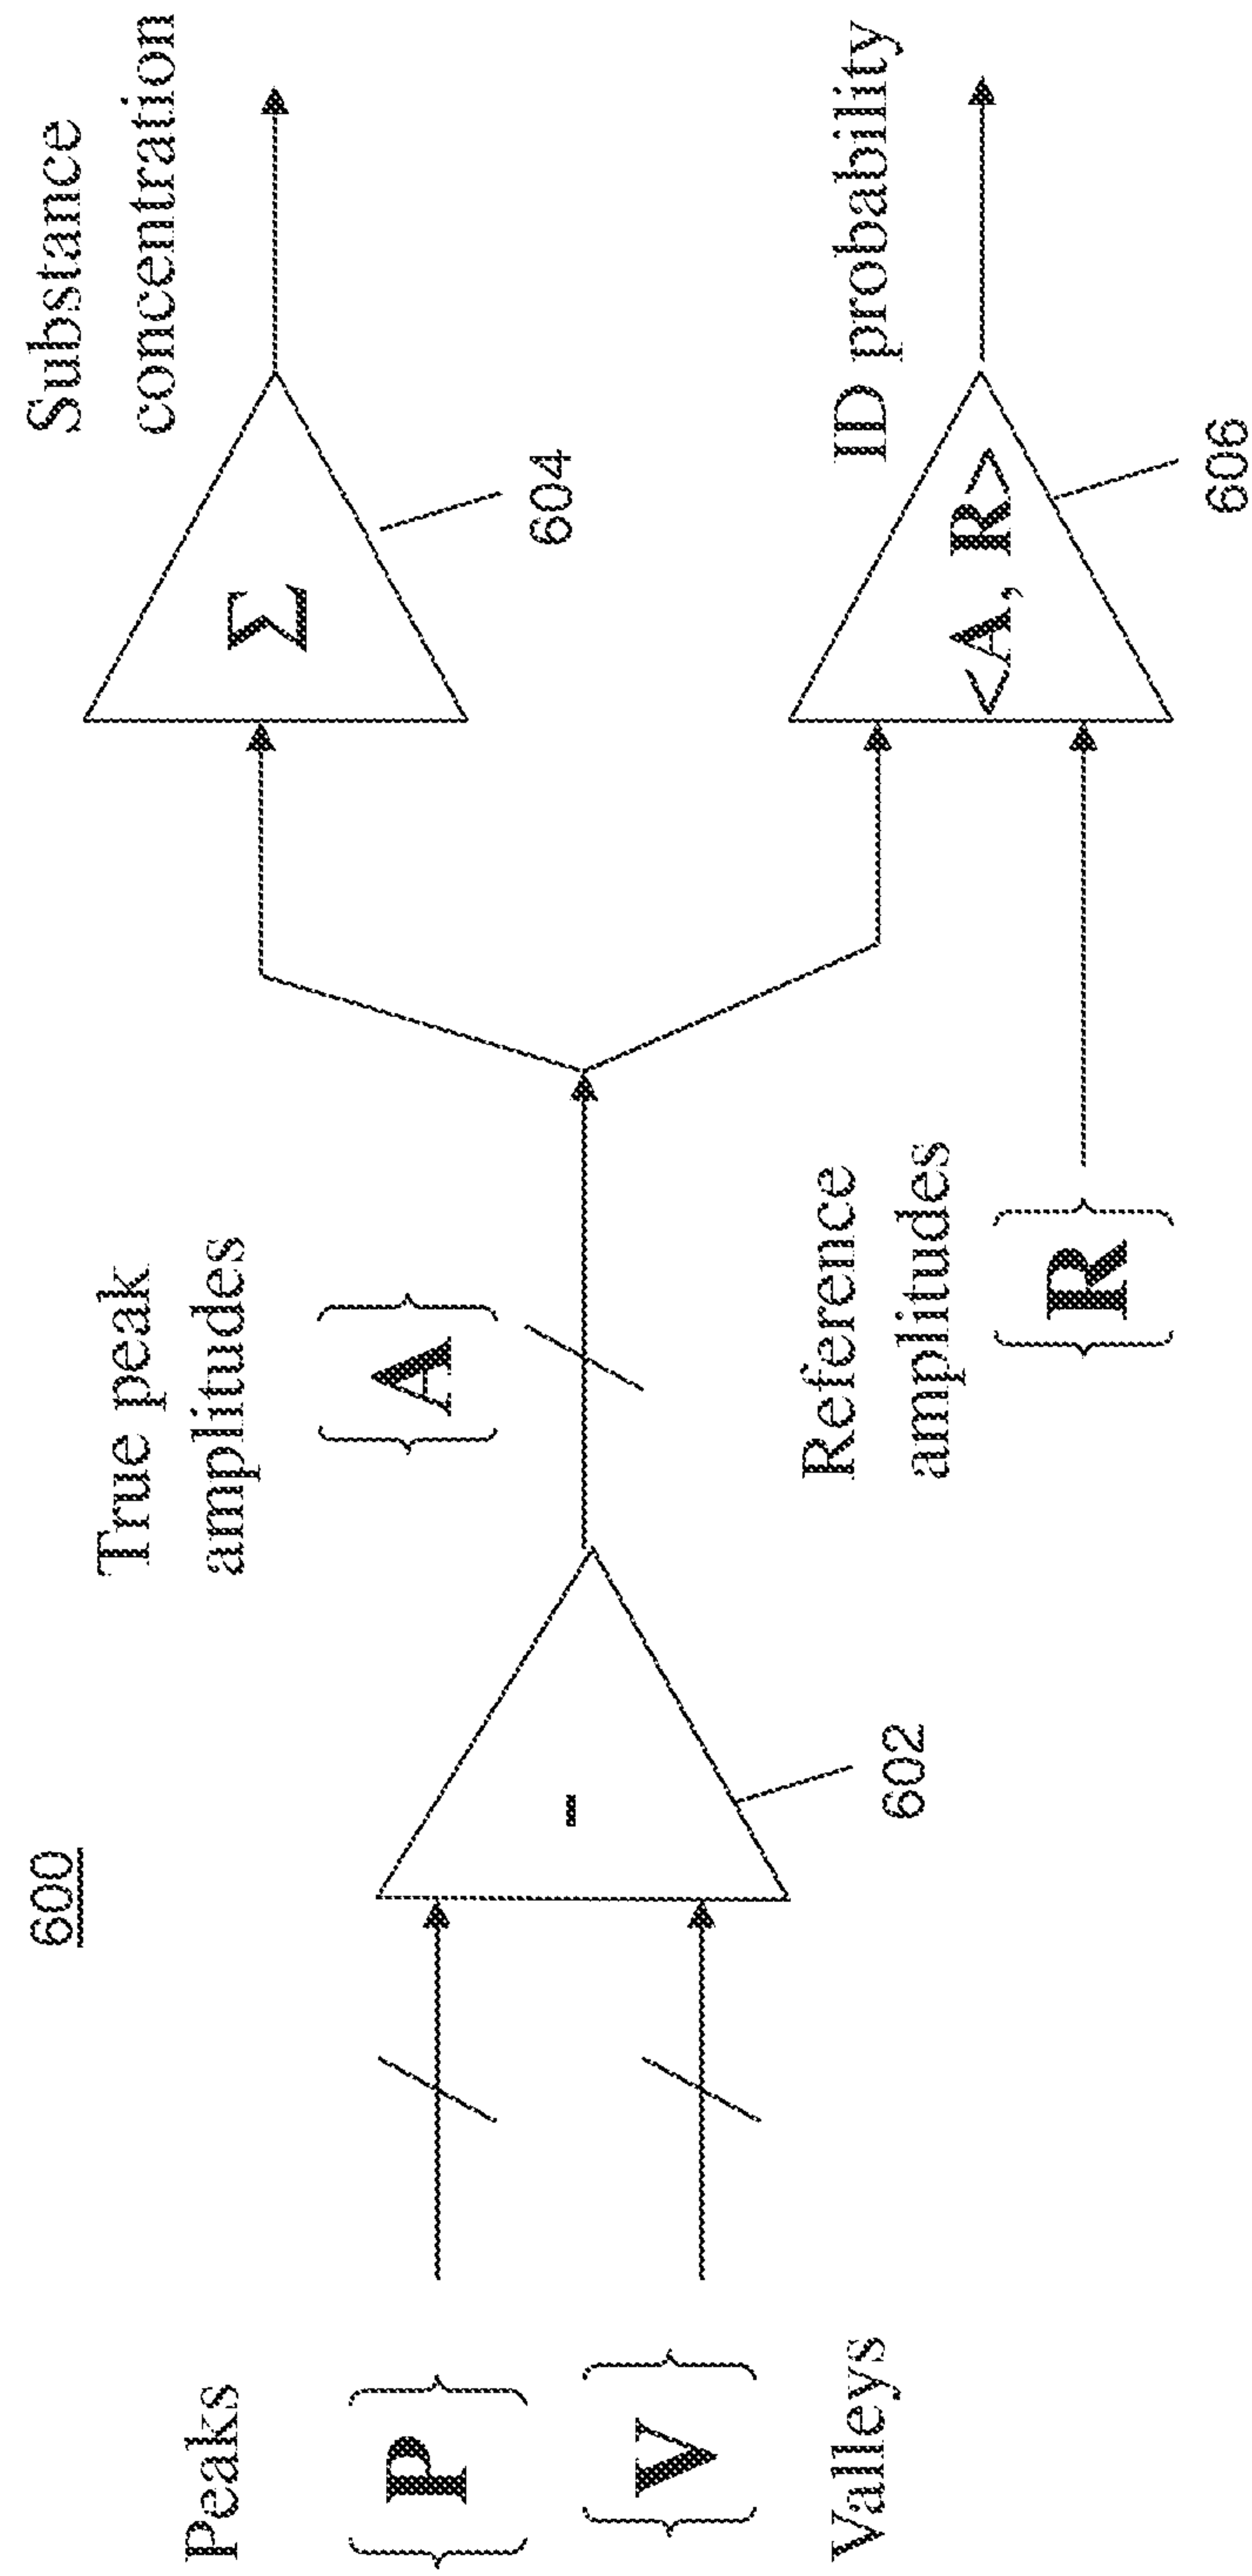 600
Peaks
{P}
{V}
Valleys
-
602
True peak
amplitudes
{A}
Reference
amplitudes
{R}
Σ
604
Substance
concentration
<A, R>
606
ID probability